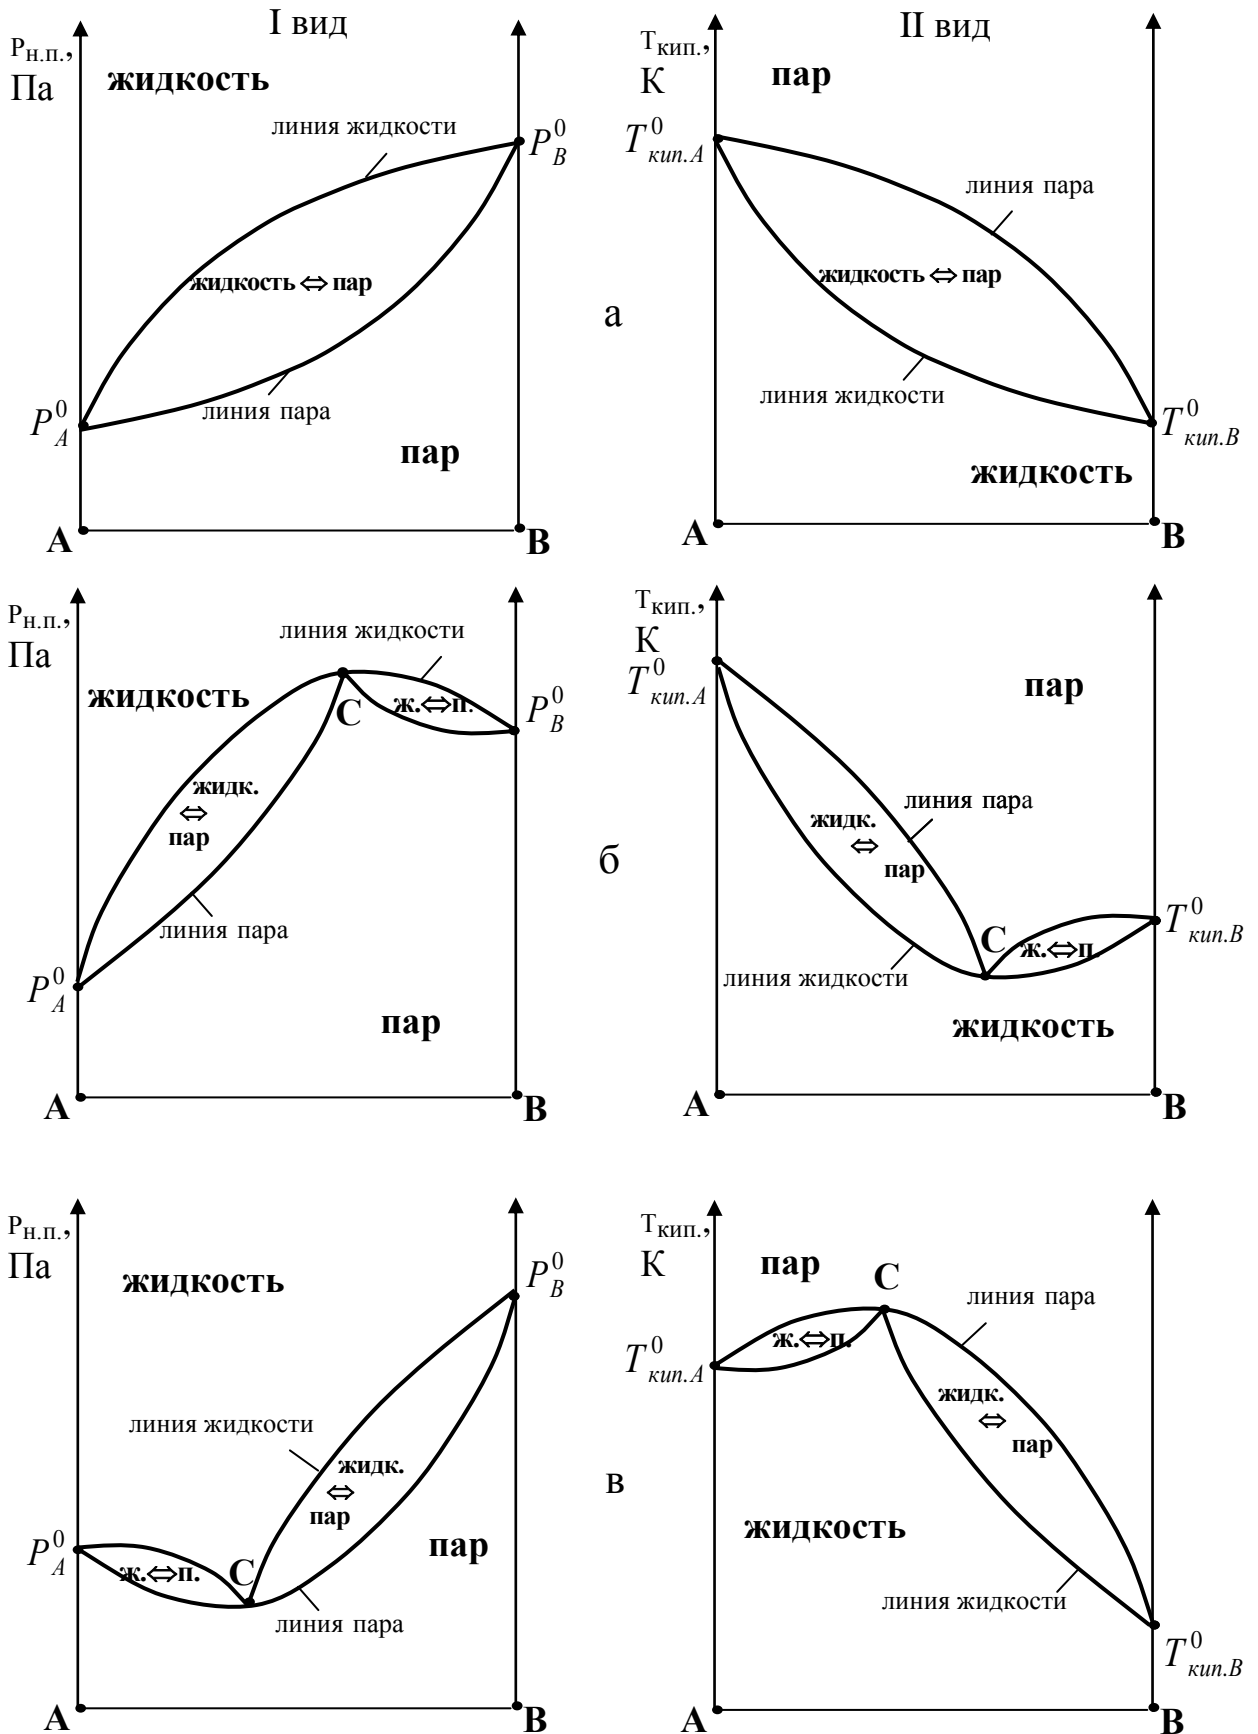 I вид
Pн.п.,
Па
жидкость
линия жидкости
P⁰B
жидкость ⇔ пар
линия пара
P⁰A
пар
A
B
II вид
Tкип.,
К
пар
T⁰кип.A
линия пара
жидкость ⇔ пар
линия жидкости
T⁰кип.B
жидкость
A
B
а
Pн.п.,
Па
линия жидкости
жидкость
C
ж.⇔п.
P⁰B
жидк.
⇔
пар
линия пара
P⁰A
пар
A
B
Tкип.,
К
T⁰кип.A
пар
линия пара
жидк.
⇔
пар
C
ж.⇔п.
T⁰кип.B
линия жидкости
жидкость
A
B
б
Pн.п.,
Па
жидкость
P⁰B
линия жидкости
жидк.
⇔
пар
P⁰A
ж.⇔п.
C
пар
линия пара
A
B
Tкип.,
К
пар
C
линия пара
ж.⇔п.
T⁰кип.A
жидк.
⇔
пар
жидкость
линия жидкости
T⁰кип.B
A
B
в